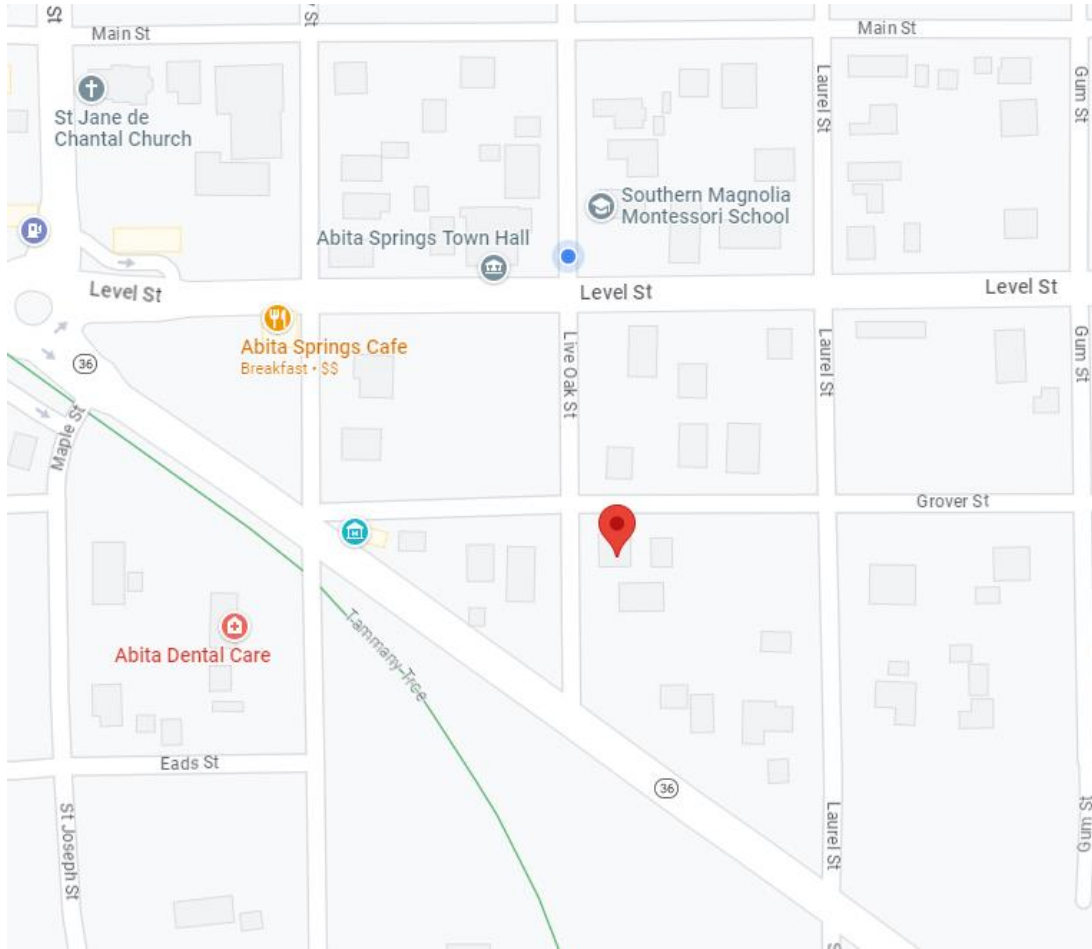 St
y St
Main St
Main St
St Jane de
Chantal Church
Laurel St
Gum St
Southern Magnolia
Montessori School
Abita Springs Town Hall
Level St
Level St
Level St
Abita Springs Cafe
Breakfast • $$
36
Live Oak St
Laurel St
Gum St
Maple St
Grover St
Abita Dental Care
Tammany Trce
Eads St
36
St Joseph St
Laurel St
Gum St